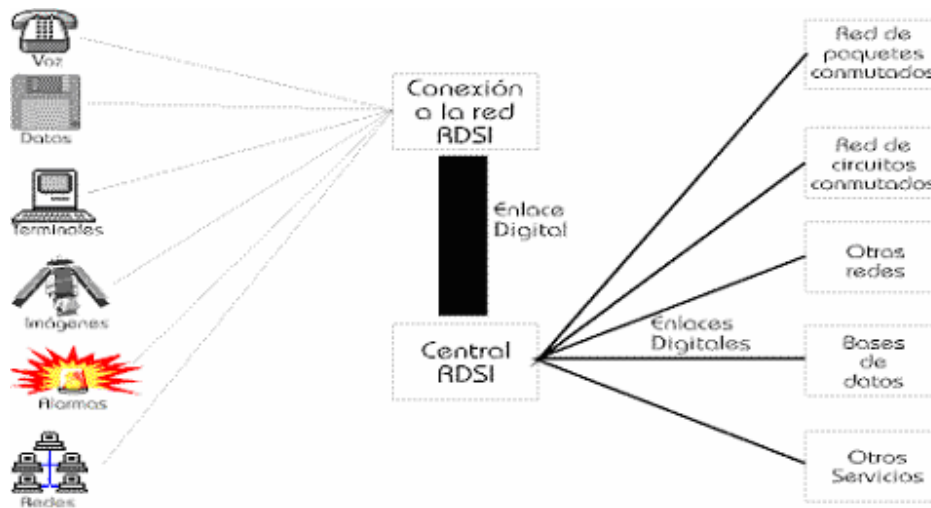 Voz
Datos
Terminales
Imágenes
Alarmas
Redes
Conexión
a la red
RDSI
Enlace
Digital
Central
RDSI
Enlaces
Digitales
Red de
paquetes
conmutados
Red de
circuitos
conmutados
Otras
redes
Bases
de
datos
Otros
Servicios